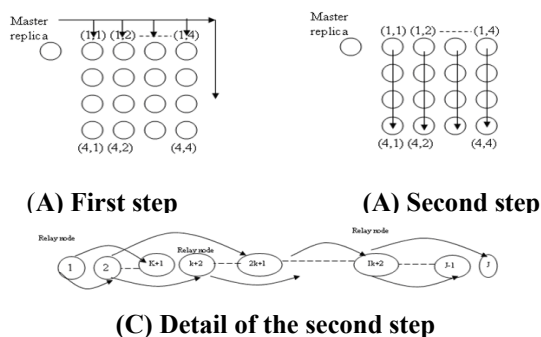 Master
replica
(1,1) (1,2) (1,4)
(4,1) (4,2) (4,4)
(A) First step
Master
replica
(1,1) (1,2) (1,4)
(4,1) (4,2) (4,4)
(A) Second step
Relay node
Relay node
Relay node
1 2 K+1 k+2 2k+1 lk+2 J-1 J
(C) Detail of the second step